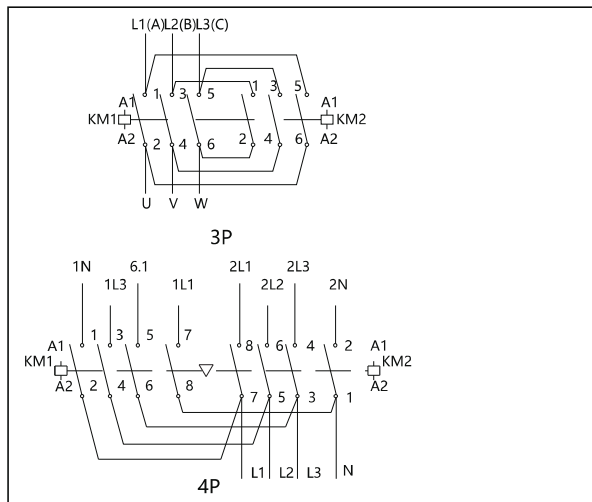 L1(A)L2(B)L3(C)
1 3 5 1 3 5
A1 A1
KM1 KM2
A2 A2
2 4 6 2 4 6
U V W
3P
1N 6.1 2L1 2L3
1L3 1L1 2L2 2N
A1 1 3 5 7 8 6 4 2 A1
KM1 KM2
A2 2 4 6 8 7 5 3 1 A2
L1 L2 L3 N
4P